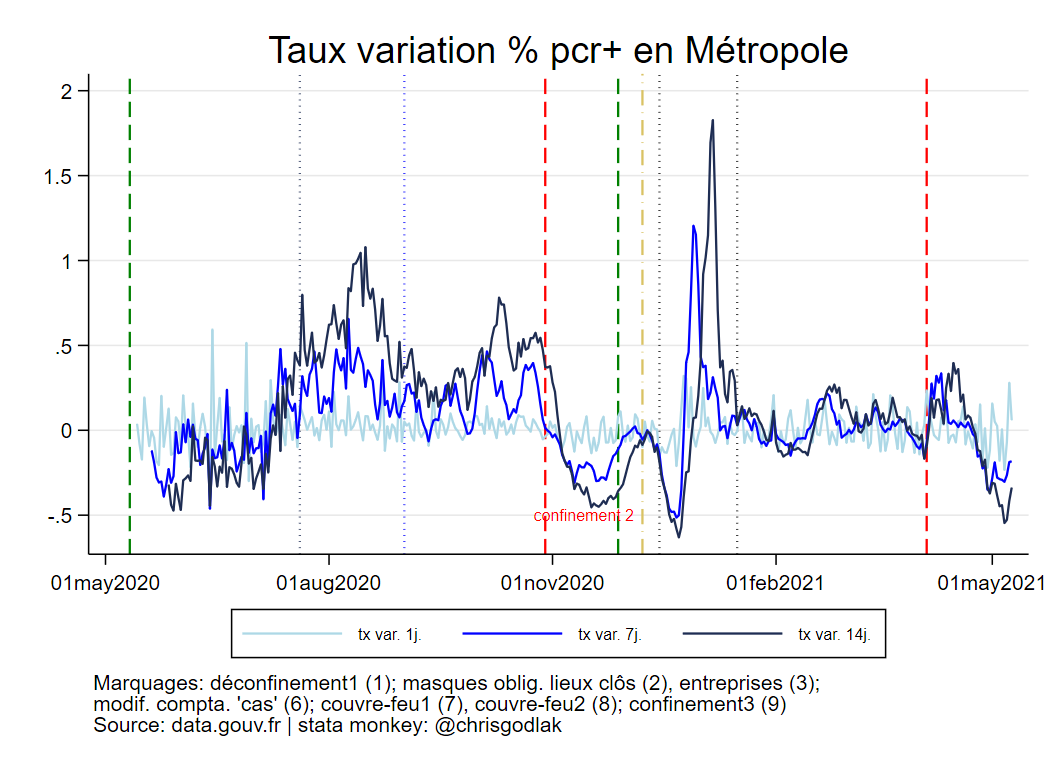 Taux variation % pcr+ en Métropole
2
1.5
1
.5
0
-.5
confinement 2
01may2020 01aug2020 01nov2020 01feb2021 01may2021
tx var. 1j. tx var. 7j. tx var. 14j.
Marquages: déconfinement1 (1); masques oblig. lieux clôs (2), entreprises (3);
modif. compta. 'cas' (6); couvre-feu1 (7), couvre-feu2 (8); confinement3 (9)
Source: data.gouv.fr | stata monkey: @chrisgodlak